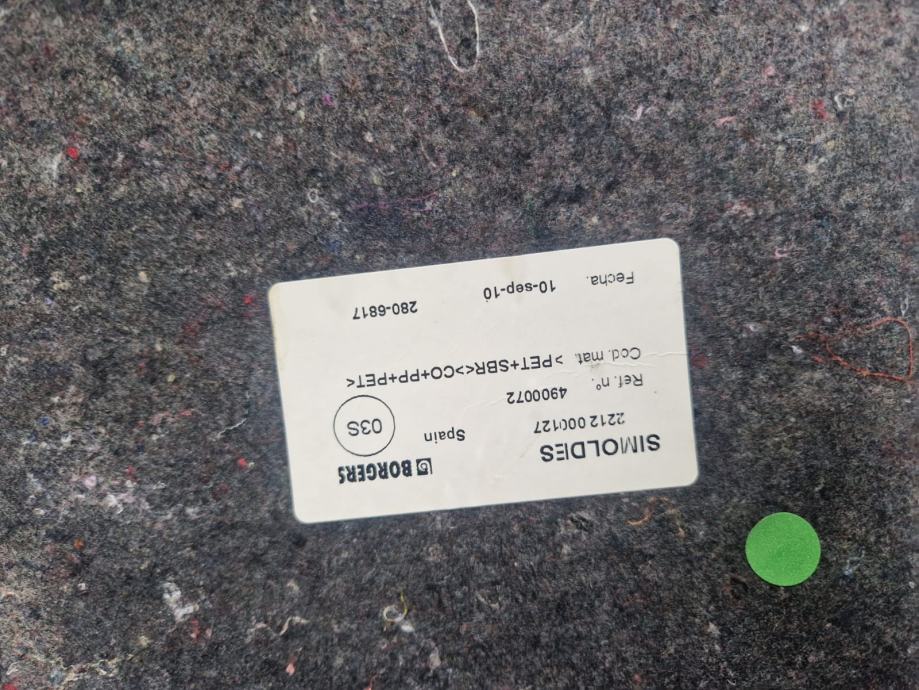 SIMOLDES BORGERS
2212 000127 Spain 03S
Ref. nº. 4900072
Cod. mat. >PET+SBR<>CO+PP+PET<
Fecha. 10-sep-10 280-6817